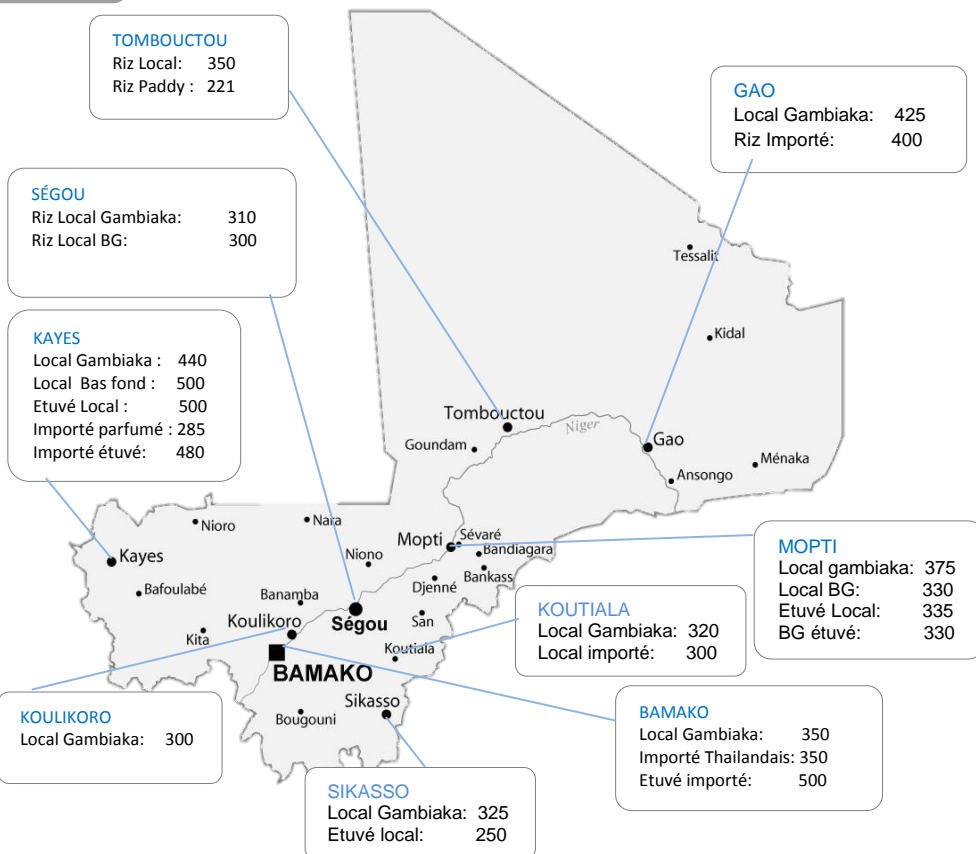 TOMBOUCTOU
Riz Local: 350
Riz Paddy : 221
GAO
Local Gambiaka: 425
Riz Importé: 400
SÉGOU
Riz Local Gambiaka: 310
Riz Local BG: 300
KAYES
Local Gambiaka : 440
Local Bas fond : 500
Etuvé Local : 500
Importé parfumé : 285
Importé étuvé: 480
Tessalit
Kidal
Tombouctou
Niger
Goundam
Gao
Ménaka
Ansongo
Nioro
Nara
Mopti
Sévaré
Bandiagara
Kayes
Niono
Bankass
Djenné
Bafoulabé
Banamba
Ségou
San
Koulikoro
Kita
Koutiala
BAMAKO
Sikasso
Bougouni
MOPTI
Local gambiaka: 375
Local BG: 330
Etuvé Local: 335
BG étuvé: 330
KOUTIALA
Local Gambiaka: 320
Local importé: 300
KOULIKORO
Local Gambiaka: 300
BAMAKO
Local Gambiaka: 350
Importé Thailandais: 350
Etuvé importé: 500
SIKASSO
Local Gambiaka: 325
Etuvé local: 250